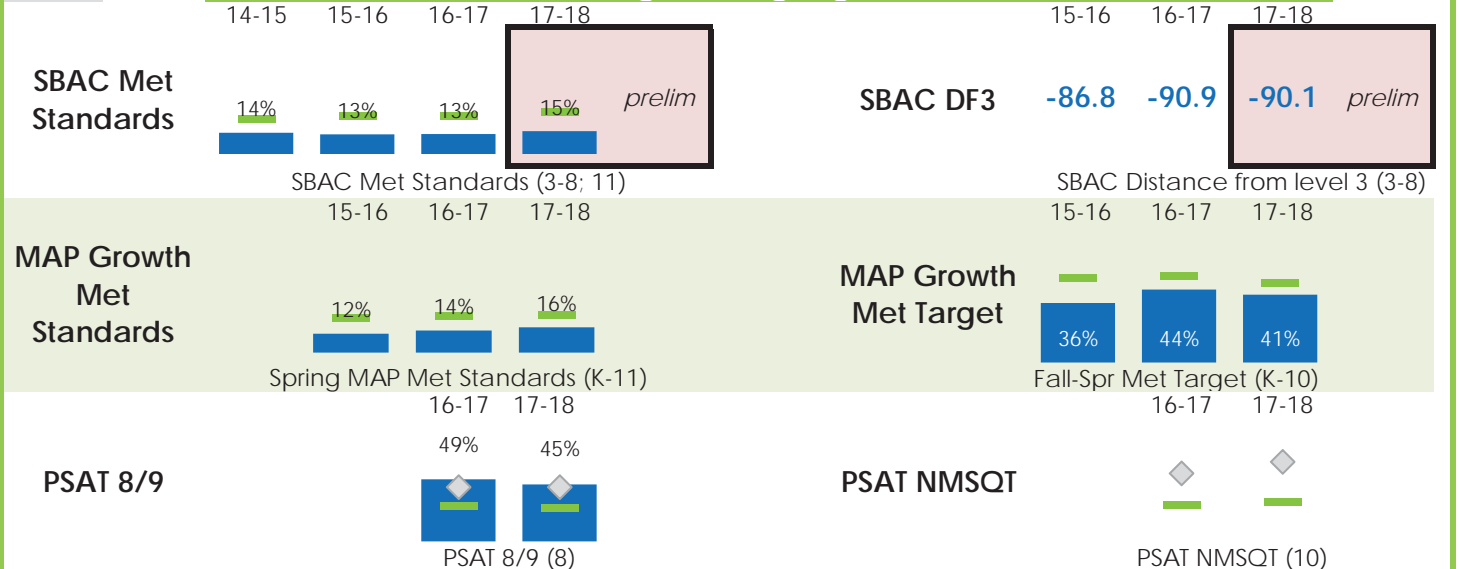 14-15 15-16 16-17 17-18
SBAC Met
Standards
14% 13% 13% 15% prelim
SBAC Met Standards (3-8; 11)
15-16 16-17 17-18
SBAC DF3 -86.8 -90.9 -90.1 prelim
SBAC Distance from level 3 (3-8)
15-16 16-17 17-18
MAP Growth
Met
Standards
12% 14% 16%
Spring MAP Met Standards (K-11)
15-16 16-17 17-18
MAP Growth
Met Target
36% 44% 41%
Fall-Spr Met Target (K-10)
16-17 17-18
49% 45%
PSAT 8/9
PSAT 8/9 (8)
16-17 17-18
PSAT NMSQT
PSAT NMSQT (10)